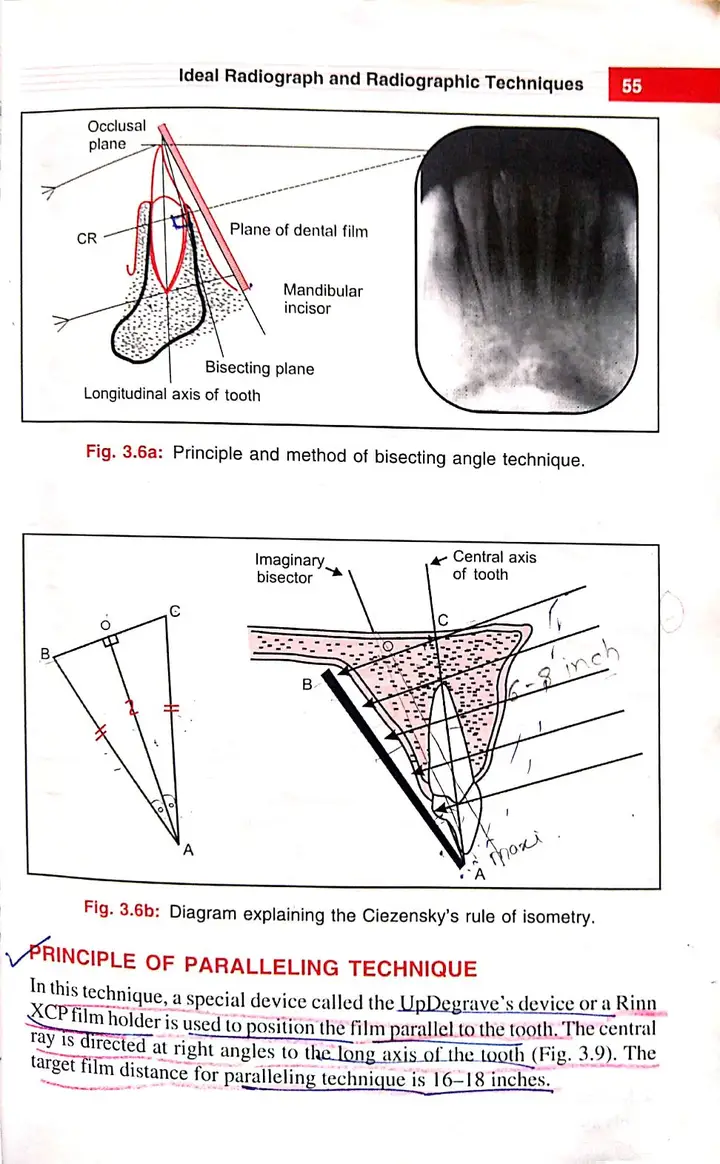 Ideal Radiograph and Radiographic Techniques 55
Occlusal
plane
CR
Plane of dental film
Mandibular
incisor
Bisecting plane
Longitudinal axis of tooth
Fig. 3.6a: Principle and method of bisecting angle technique.
Imaginary
bisector
Central axis
of tooth
C
O
B
A
C
O
B
6-8 inch
maxi
A
Fig. 3.6b: Diagram explaining the Ciezensky's rule of isometry.
PRINCIPLE OF PARALLELING TECHNIQUE
In this technique, a special device called the UpDegrave's device or a Rinn
XCP film holder is used to position the film parallel to the tooth. The central
ray is directed at right angles to the long axis of the tooth (Fig. 3.9). The
target film distance for paralleling technique is 16–18 inches.